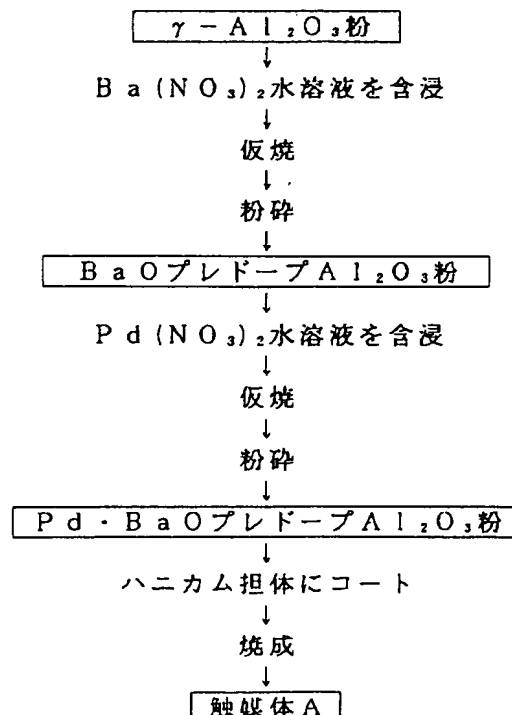 γ－Ａｌ₂Ｏ₃粉
↓
Ｂａ（ＮＯ₃）₂水溶液を含浸
↓
仮焼
↓
粉砕
↓
ＢａＯプレドープＡｌ₂Ｏ₃粉
↓
Ｐｄ（ＮＯ₃）₂水溶液を含浸
↓
仮焼
↓
粉砕
↓
Ｐｄ・ＢａＯプレドープＡｌ₂Ｏ₃粉
↓
ハニカム担体にコート
↓
焼成
↓
触媒体Ａ